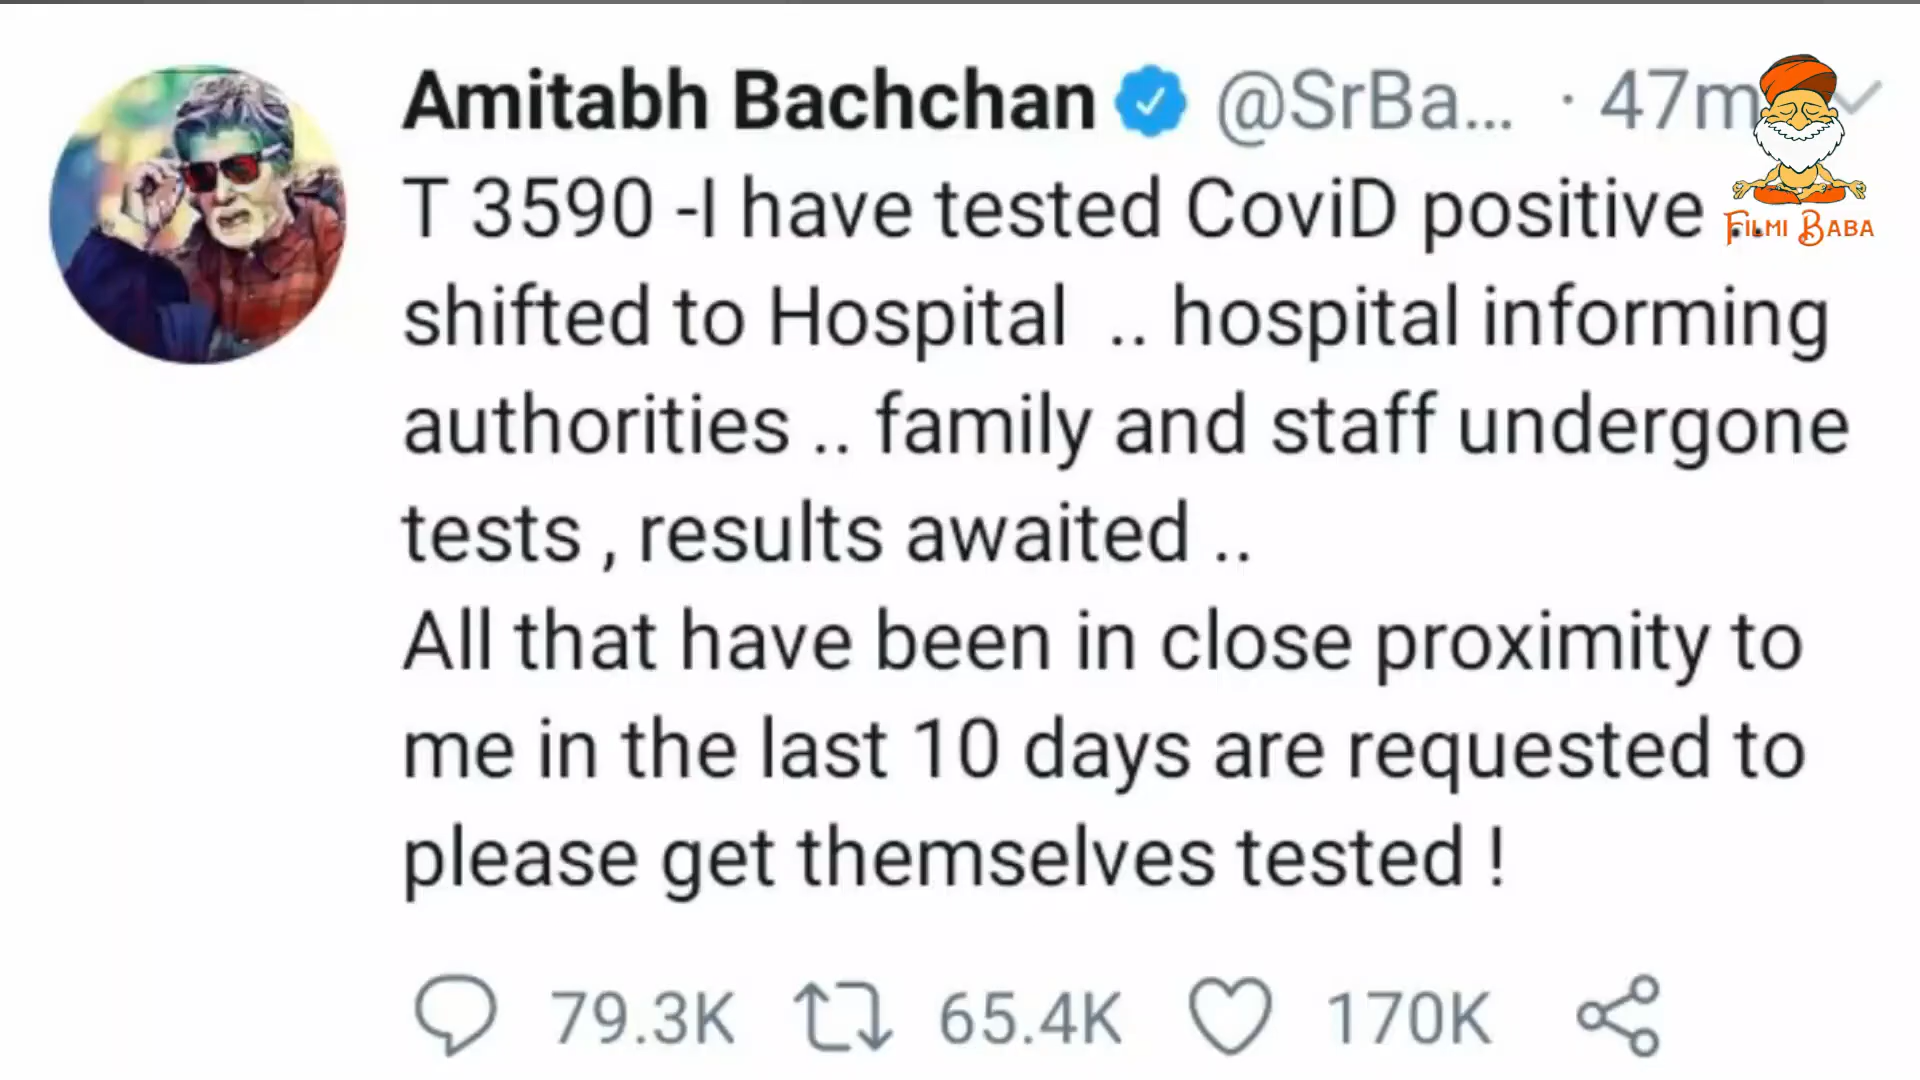 Amitabh Bachchan @SrBa... · 47m
T 3590 -I have tested CoviD positive ..
shifted to Hospital .. hospital informing
authorities .. family and staff undergone
tests , results awaited ..
All that have been in close proximity to
me in the last 10 days are requested to
please get themselves tested !
79.3K 65.4K 170K
FILMI BABA